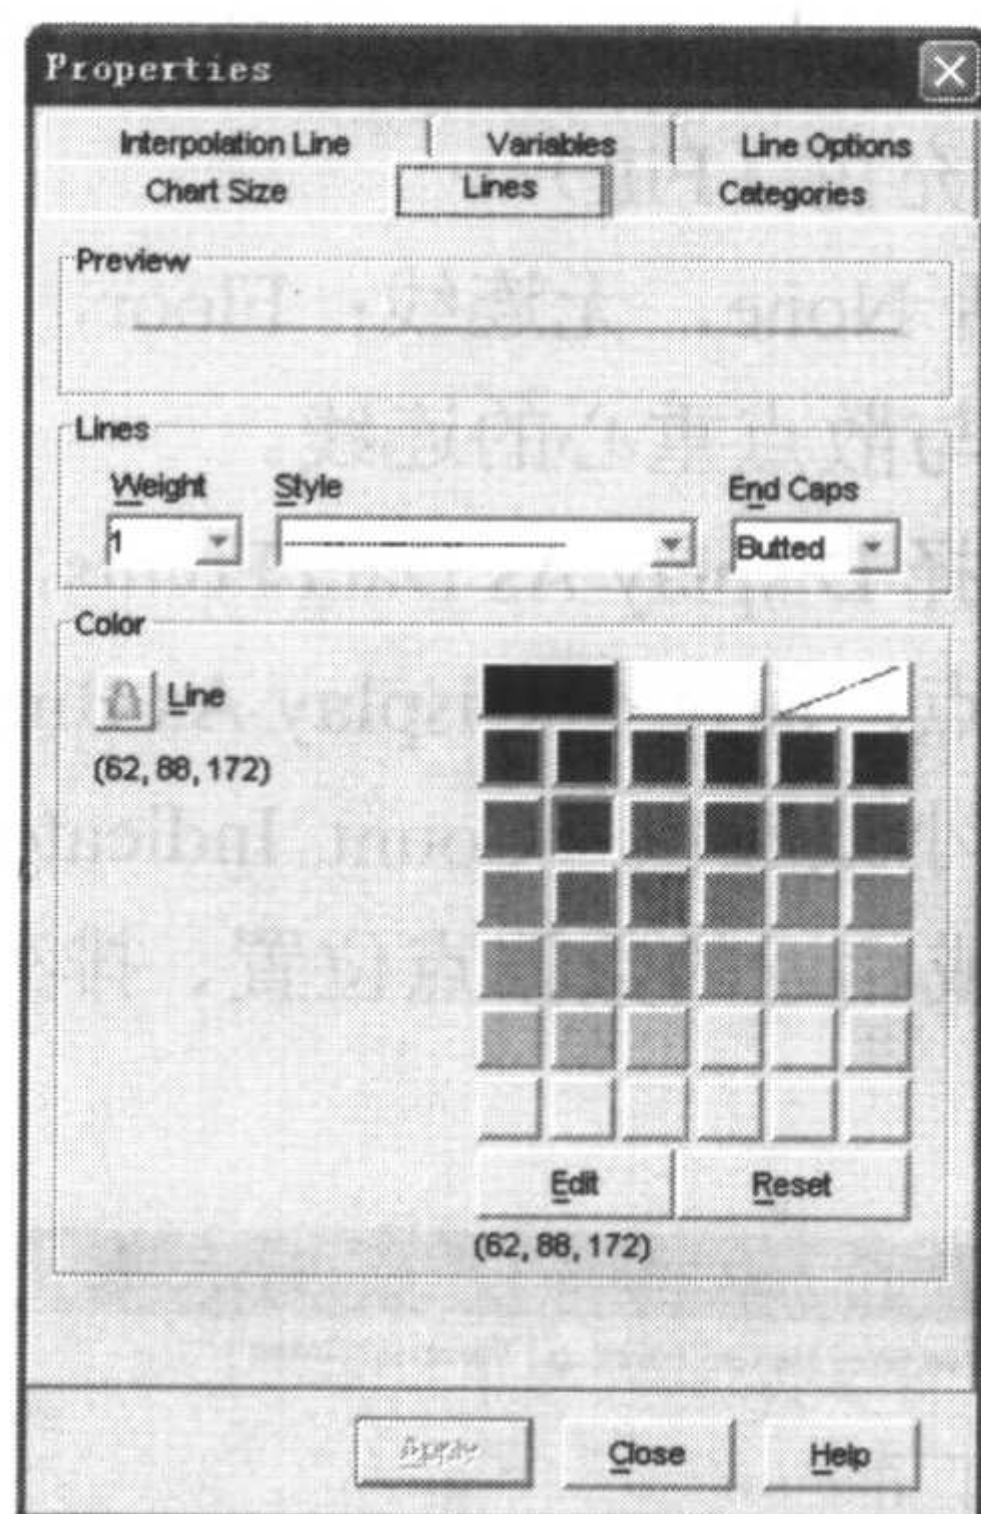 Properties
Interpolation Line Variables Line Options
Chart Size Lines Categories
Preview
Lines
Weight Style End Caps
1 Butted
Color
Line
(62, 88, 172)
Edit Reset
(62, 88, 172)
Apply Close Help